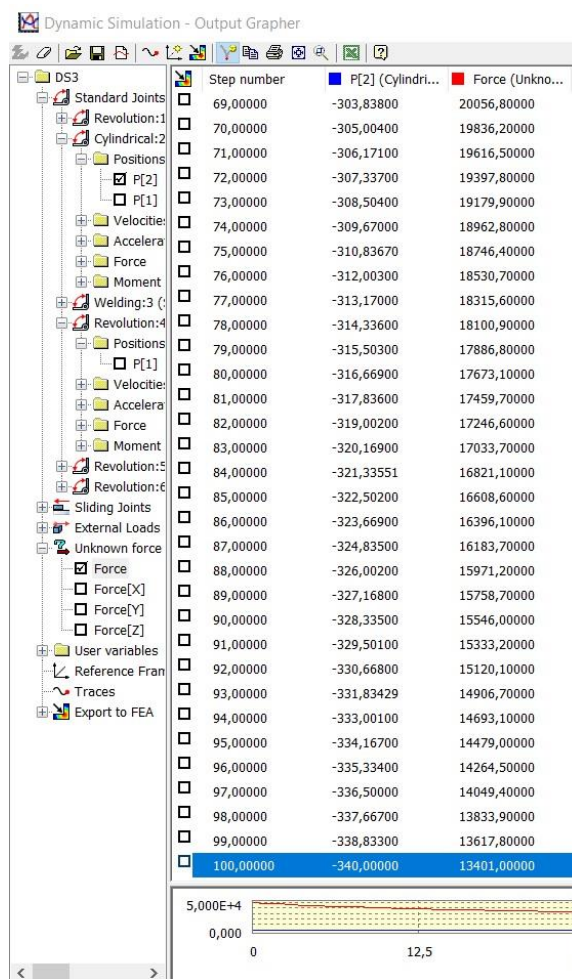 Dynamic Simulation - Output Grapher
DS3
Standard Joints
Revolution:1
Cylindrical:2
Positions
P[2]
P[1]
Velocities
Accelera
Force
Moment
Welding:3 (
Revolution:4
Positions
P[1]
Velocities
Accelera
Force
Moment
Revolution:5
Revolution:6
Sliding Joints
External Loads
Unknown force
Force
Force[X]
Force[Y]
Force[Z]
User variables
Reference Fram
Traces
Export to FEA
Step number P[2] (Cylindri... Force (Unkno...
69,00000 -303,83800 20056,80000
70,00000 -305,00400 19836,20000
71,00000 -306,17100 19616,50000
72,00000 -307,33700 19397,80000
73,00000 -308,50400 19179,90000
74,00000 -309,67000 18962,80000
75,00000 -310,83670 18746,40000
76,00000 -312,00300 18530,70000
77,00000 -313,17000 18315,60000
78,00000 -314,33600 18100,90000
79,00000 -315,50300 17886,80000
80,00000 -316,66900 17673,10000
81,00000 -317,83600 17459,70000
82,00000 -319,00200 17246,60000
83,00000 -320,16900 17033,70000
84,00000 -321,33551 16821,10000
85,00000 -322,50200 16608,60000
86,00000 -323,66900 16396,10000
87,00000 -324,83500 16183,70000
88,00000 -326,00200 15971,20000
89,00000 -327,16800 15758,70000
90,00000 -328,33500 15546,00000
91,00000 -329,50100 15333,20000
92,00000 -330,66800 15120,10000
93,00000 -331,83429 14906,70000
94,00000 -333,00100 14693,10000
95,00000 -334,16700 14479,00000
96,00000 -335,33400 14264,50000
97,00000 -336,50000 14049,40000
98,00000 -337,66700 13833,90000
99,00000 -338,83300 13617,80000
100,00000 -340,00000 13401,00000
5,000E+4
0,000
0 12,5